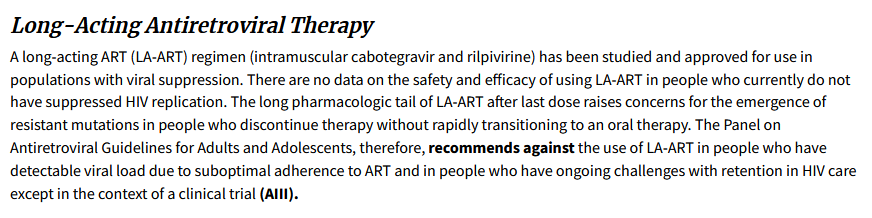 Long-Acting Antiretroviral Therapy
A long-acting ART (LA-ART) regimen (intramuscular cabotegravir and rilpivirine) has been studied and approved for use in
populations with viral suppression. There are no data on the safety and efficacy of using LA-ART in people who currently do not
have suppressed HIV replication. The long pharmacologic tail of LA-ART after last dose raises concerns for the emergence of
resistant mutations in people who discontinue therapy without rapidly transitioning to an oral therapy. The Panel on
Antiretroviral Guidelines for Adults and Adolescents, therefore, recommends against the use of LA-ART in people who have
detectable viral load due to suboptimal adherence to ART and in people who have ongoing challenges with retention in HIV care
except in the context of a clinical trial (AIII).